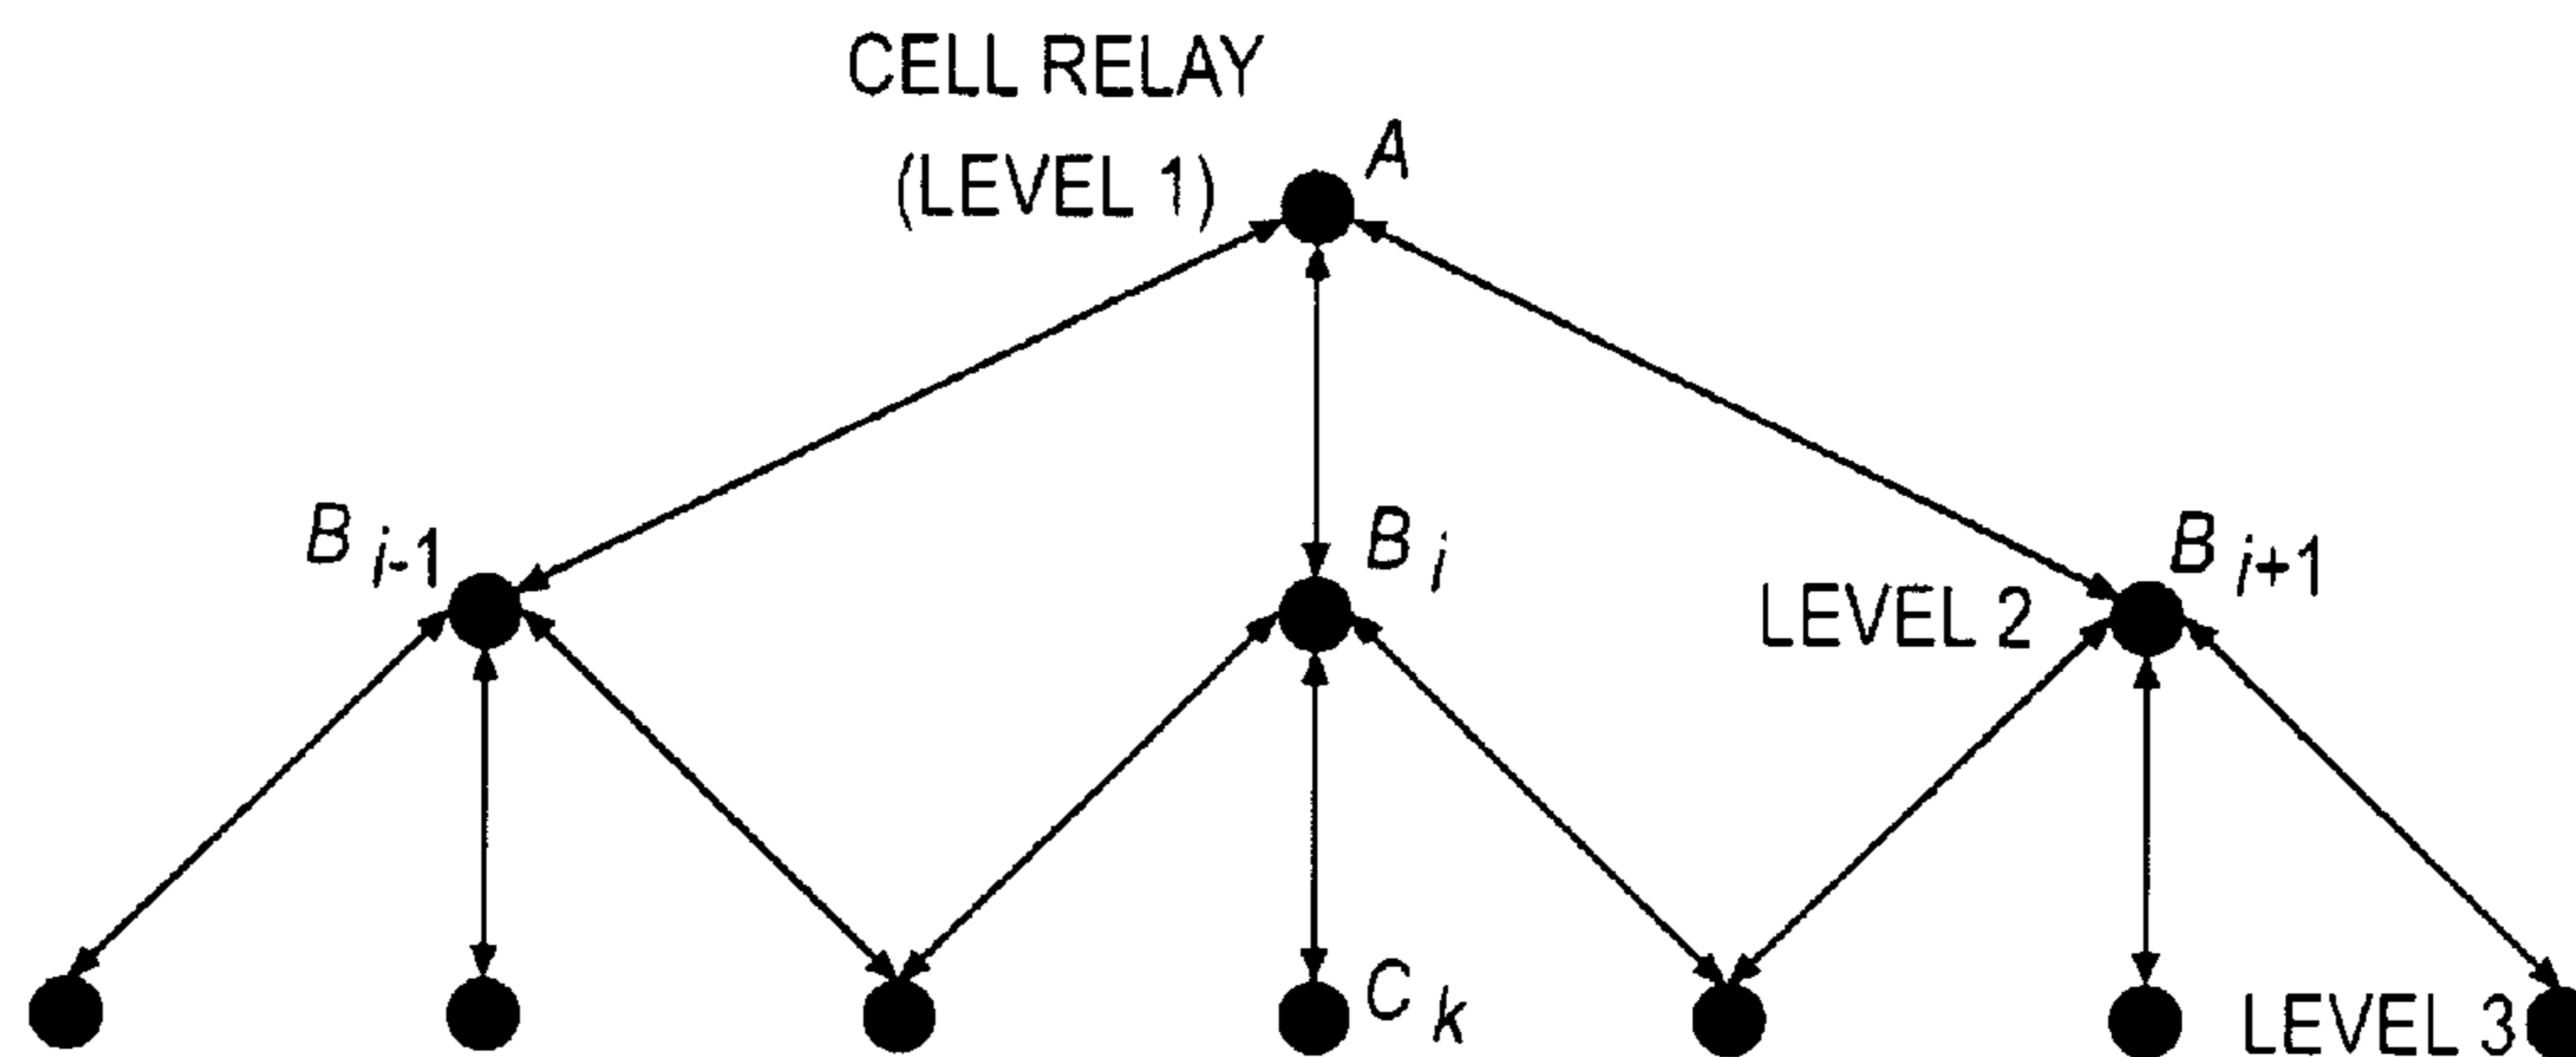 CELL RELAY
(LEVEL 1)
A
B i-1
B i
B i+1
LEVEL 2
C k
LEVEL 3